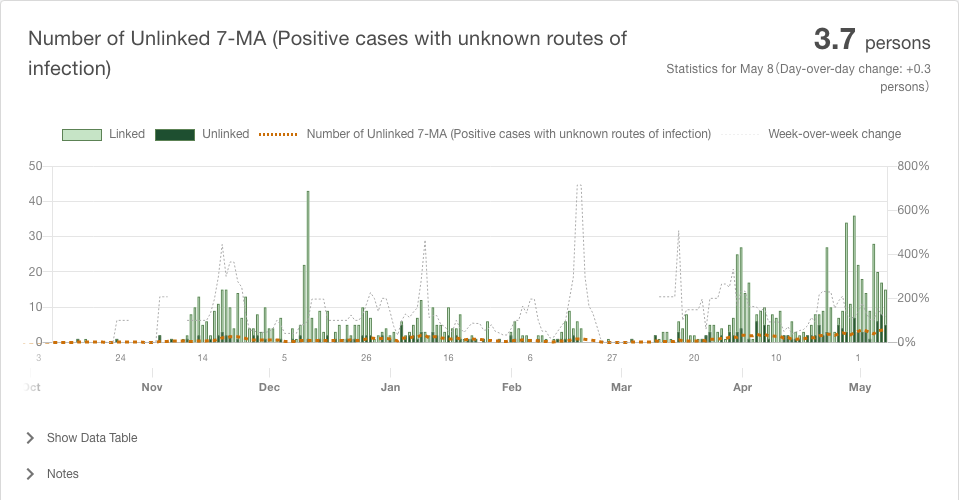 Number of Unlinked 7-MA (Positive cases with unknown routes of
infection)
3.7 persons
Statistics for May 8(Day-over-day change: +0.3
persons)
Linked Unlinked Number of Unlinked 7-MA (Positive cases with unknown routes of infection) Week-over-week change
50 800%
40 600%
30 400%
20
10 200%
0 0%
3 24 14 5 26 16 6 27 20 10 1
Oct Nov Dec Jan Feb Mar Apr May
Show Data Table
Notes